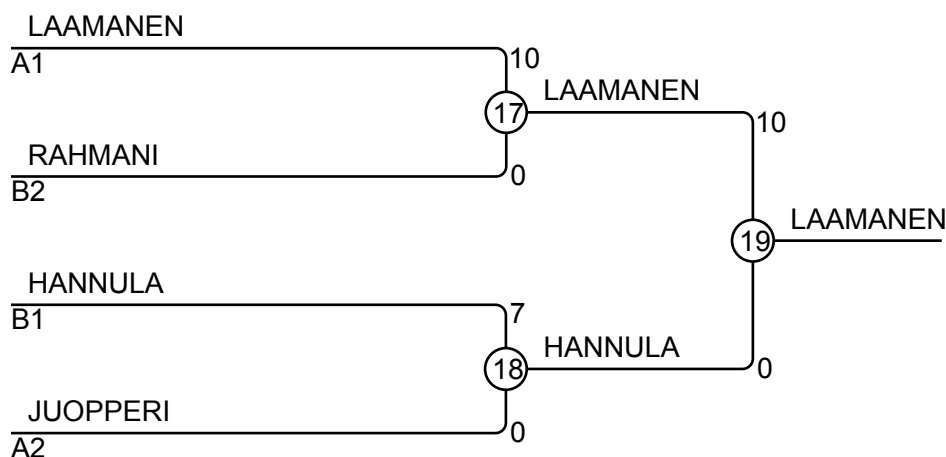 LAAMANEN
A1
10
17
LAAMANEN
RAHMANI
B2
0
10
19
LAAMANEN
HANNULA
B1
7
18
HANNULA
0
JUOPPERI
A2
0